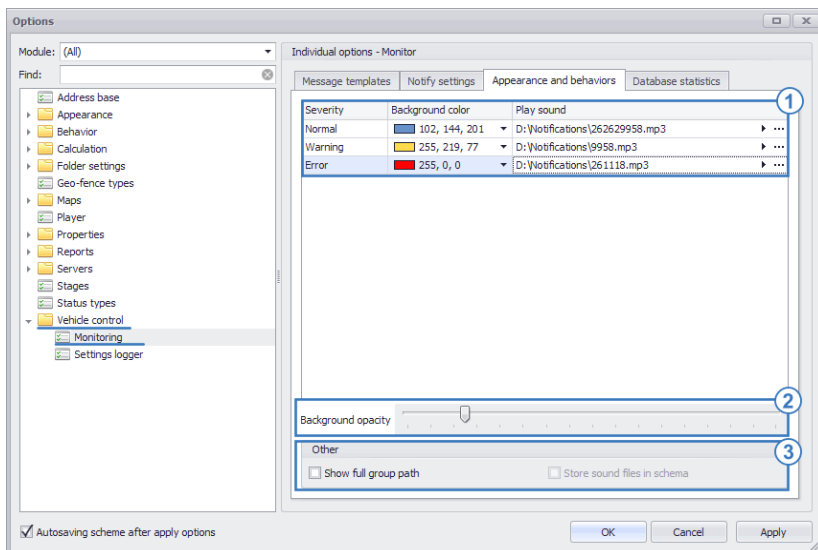 Options
Module: (All)
Find:
Address base
Appearance
Behavior
Calculation
Folder settings
Geo-fence types
Maps
Player
Properties
Reports
Servers
Stages
Status types
Vehicle control
Monitoring
Settings logger
Individual options - Monitor
Message templates Notify settings Appearance and behaviors Database statistics
1
Severity Background color Play sound
Normal 102, 144, 201 D:\Notifications\262629958.mp3
Warning 255, 219, 77 D:\Notifications\9958.mp3
Error 255, 0, 0 D:\Notifications\261118.mp3
2
Background opacity
3
Other
Show full group path Store sound files in schema
Autosaving scheme after apply options
OK Cancel Apply